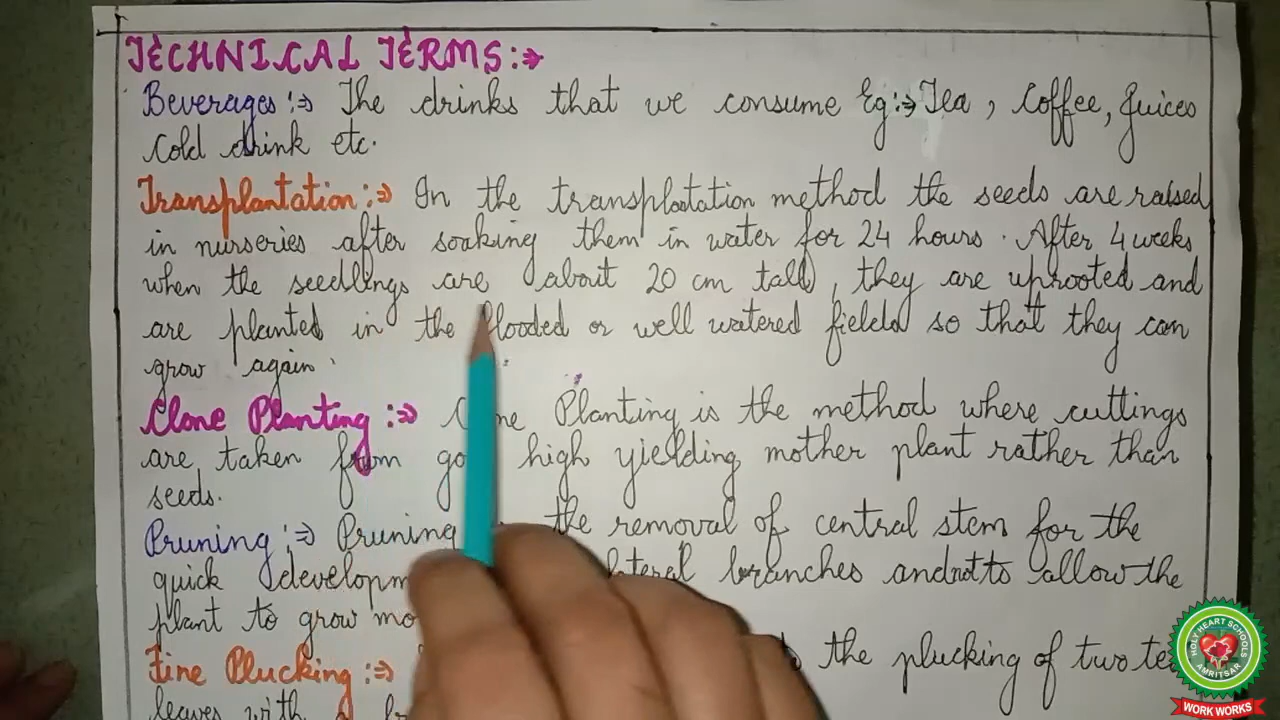 TECHNICAL TERMS:→
Beverages:→ The drinks that we consume Eg:→ Tea, Coffee, Juices
Cold drink etc.
Transplantation:→ In the transplatation method the seeds are raised
in nurseries after soaking them in water for 24 hours. After 4 weeks
when the seedlings are about 20 cm tall, they are uprooted and
are planted in the flooded or well watered fields so that they can
grow again.
Clone Planting:→ Planting is the method where cuttings
are taken from high yielding mother plant rather than
seeds.
Pruning:→ Pruning the removal of central stem for the
quick branches and not to allow the
plant to grow
Fine Plucking:→ the plucking of two
leaves with
HOLY HEART SCHOOLS
AMRITSAR
WORK WORKS